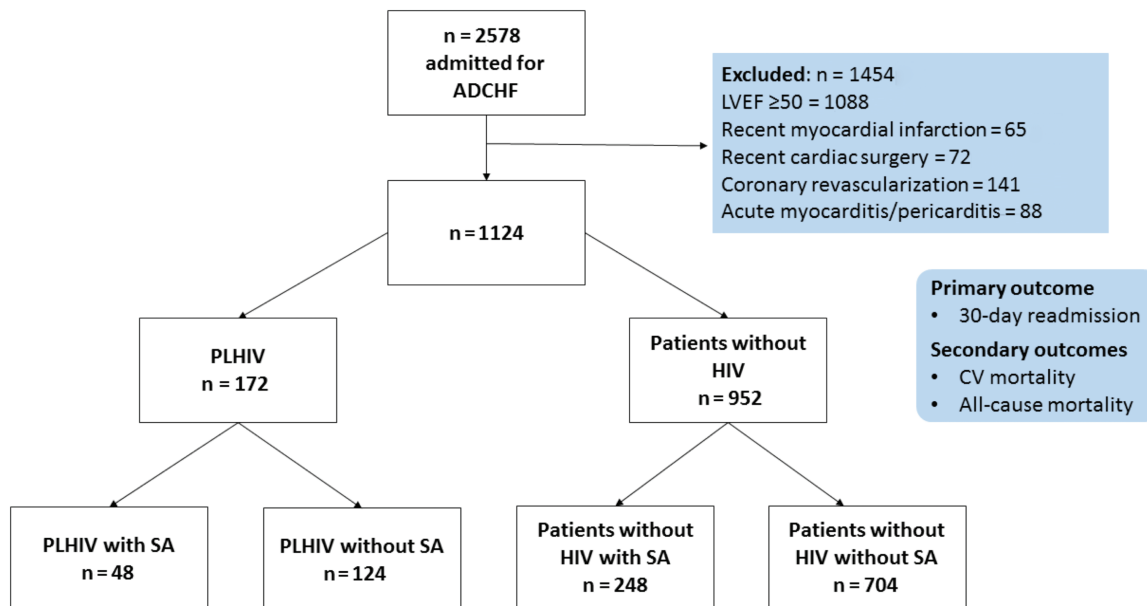 n = 2578
admitted for
ADCHF
Excluded: n = 1454
LVEF ≥50 = 1088
Recent myocardial infarction = 65
Recent cardiac surgery = 72
Coronary revascularization = 141
Acute myocarditis/pericarditis = 88
n = 1124
Primary outcome
• 30-day readmission
Secondary outcomes
• CV mortality
• All-cause mortality
PLHIV
n = 172
Patients without
HIV
n = 952
PLHIV with SA
n = 48
PLHIV without SA
n = 124
Patients without
HIV with SA
n = 248
Patients without
HIV without SA
n = 704